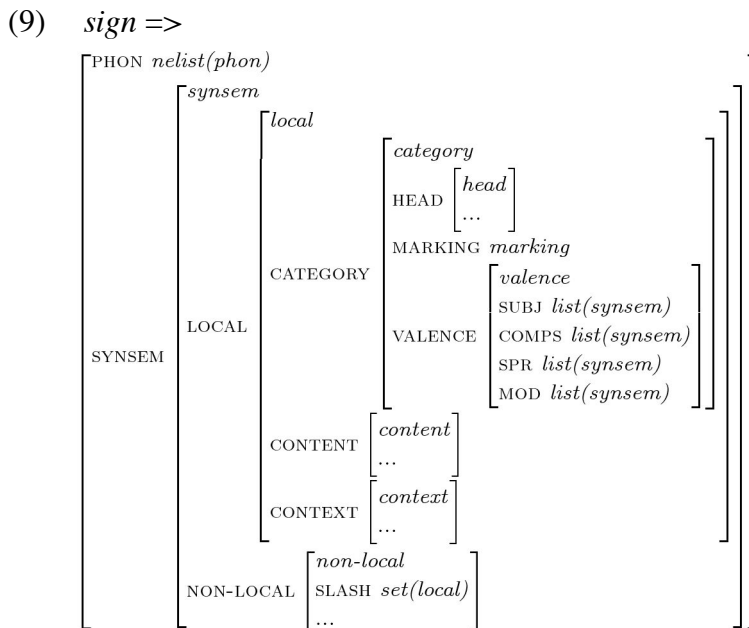 (9) sign =>
PHON nelist(phon)
synsem
local
category
HEAD head
...
MARKING marking
CATEGORY
valence
SUBJ list(synsem)
LOCAL
VALENCE COMPS list(synsem)
SYNSEM
SPR list(synsem)
MOD list(synsem)
CONTENT content
...
CONTEXT context
...
non-local
NON-LOCAL SLASH set(local)
...